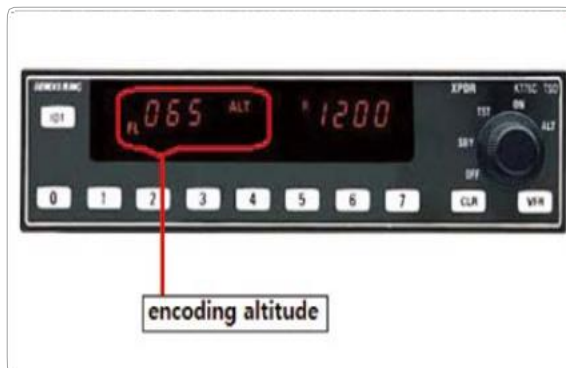 XPDR KT76C TSO
IDT
FL 065 ALT
R 1200
OFF SBY TST ON ALT
0 1 2 3 4 5 6 7 CLR VFR
encoding altitude